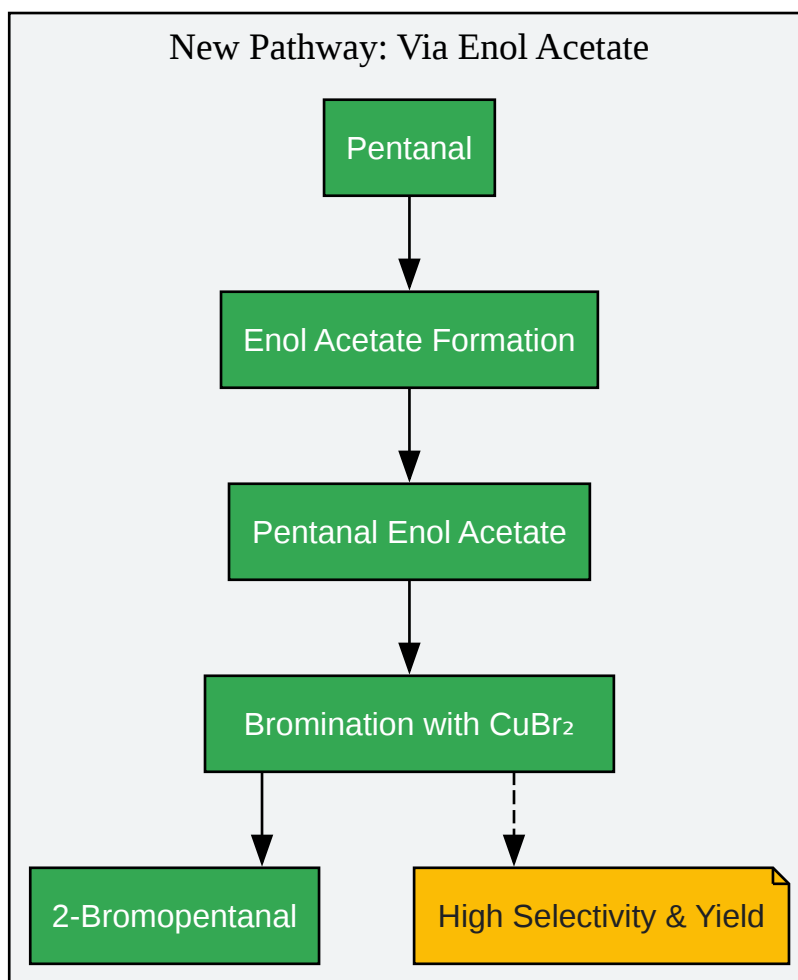 New Pathway: Via Enol Acetate
Pentanal
Enol Acetate Formation
Pentanal Enol Acetate
Bromination with CuBr₂
2-Bromopentanal
High Selectivity & Yield